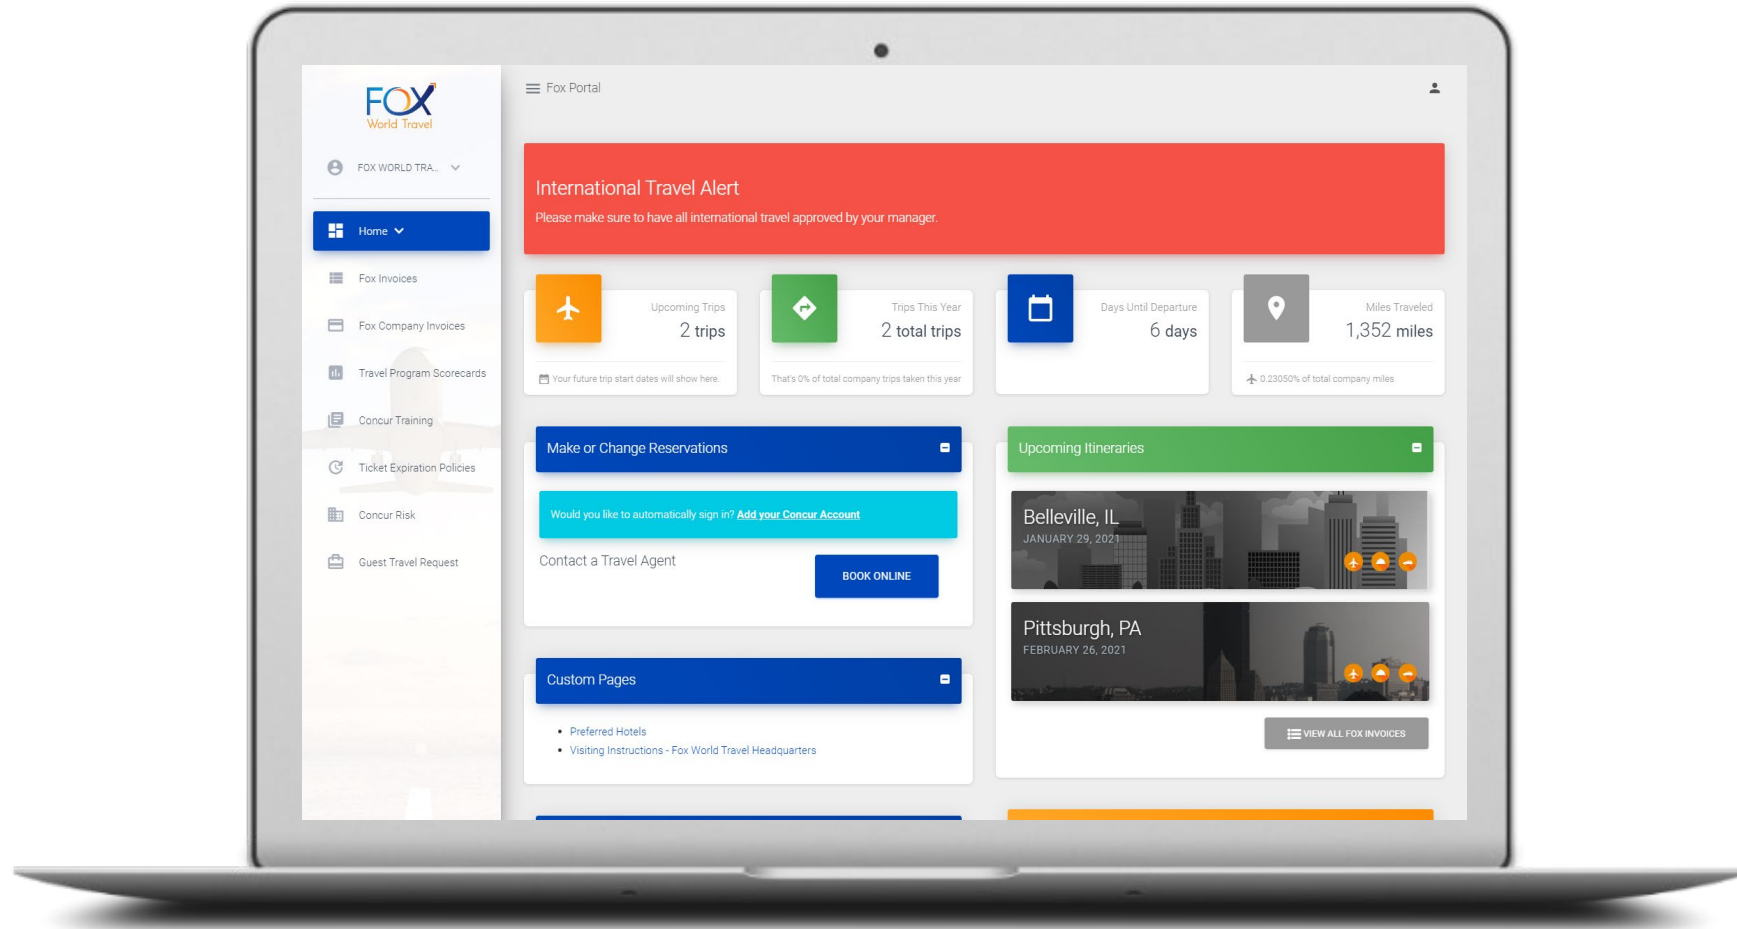 FOX
World Travel
FOX WORLD TRA...
Home
Fox Invoices
Fox Company Invoices
Travel Program Scorecards
Concur Training
Ticket Expiration Policies
Concur Risk
Guest Travel Request
Fox Portal
International Travel Alert
Please make sure to have all international travel approved by your manager.
Upcoming Trips
2 trips
Your future trip start dates will show here.
Trips This Year
2 total trips
That's 0% of total company trips taken this year
Days Until Departure
6 days
Miles Traveled
1,352 miles
0.23050% of total company miles
Make or Change Reservations
Would you like to automatically sign in? Add your Concur Account
Contact a Travel Agent
BOOK ONLINE
Custom Pages
Preferred Hotels
Visiting Instructions - Fox World Travel Headquarters
Upcoming Itineraries
Belleville, IL
JANUARY 29, 2021
Pittsburgh, PA
FEBRUARY 26, 2021
VIEW ALL FOX INVOICES